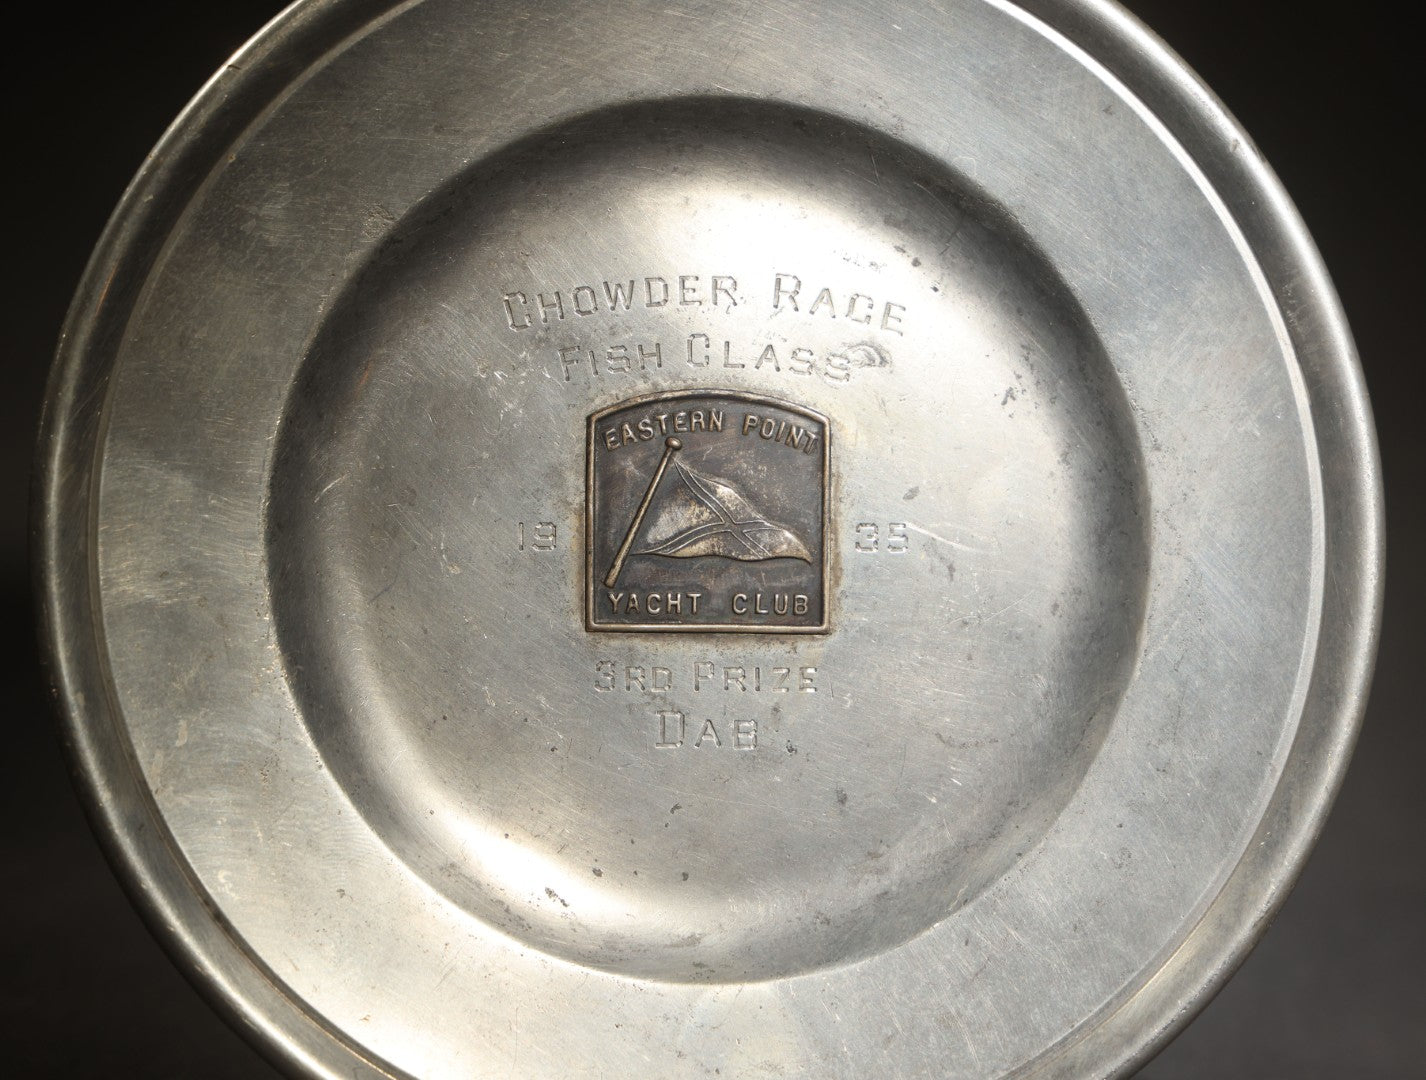 CHOWDER RACE
FISH CLASS
EASTERN POINT
19 35
YACHT CLUB
3RD PRIZE
DAB